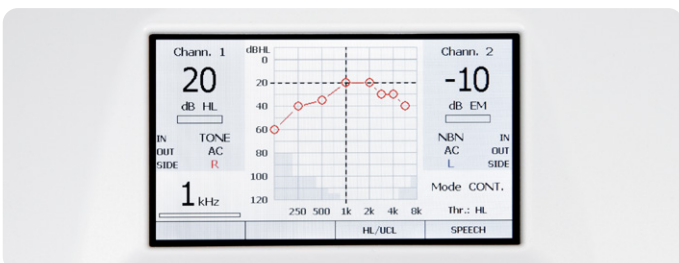 Chann. 1
20
dB HL
IN TONE
OUT AC
SIDE R
1 kHz
dBHL
0
20
40
60
80
100
120
250 500 1k 2k 4k 8k
Chann. 2
-10
dB EM
NBN IN
AC OUT
L SIDE
Mode CONT.
Thr.: HL
HL/UCL
SPEECH